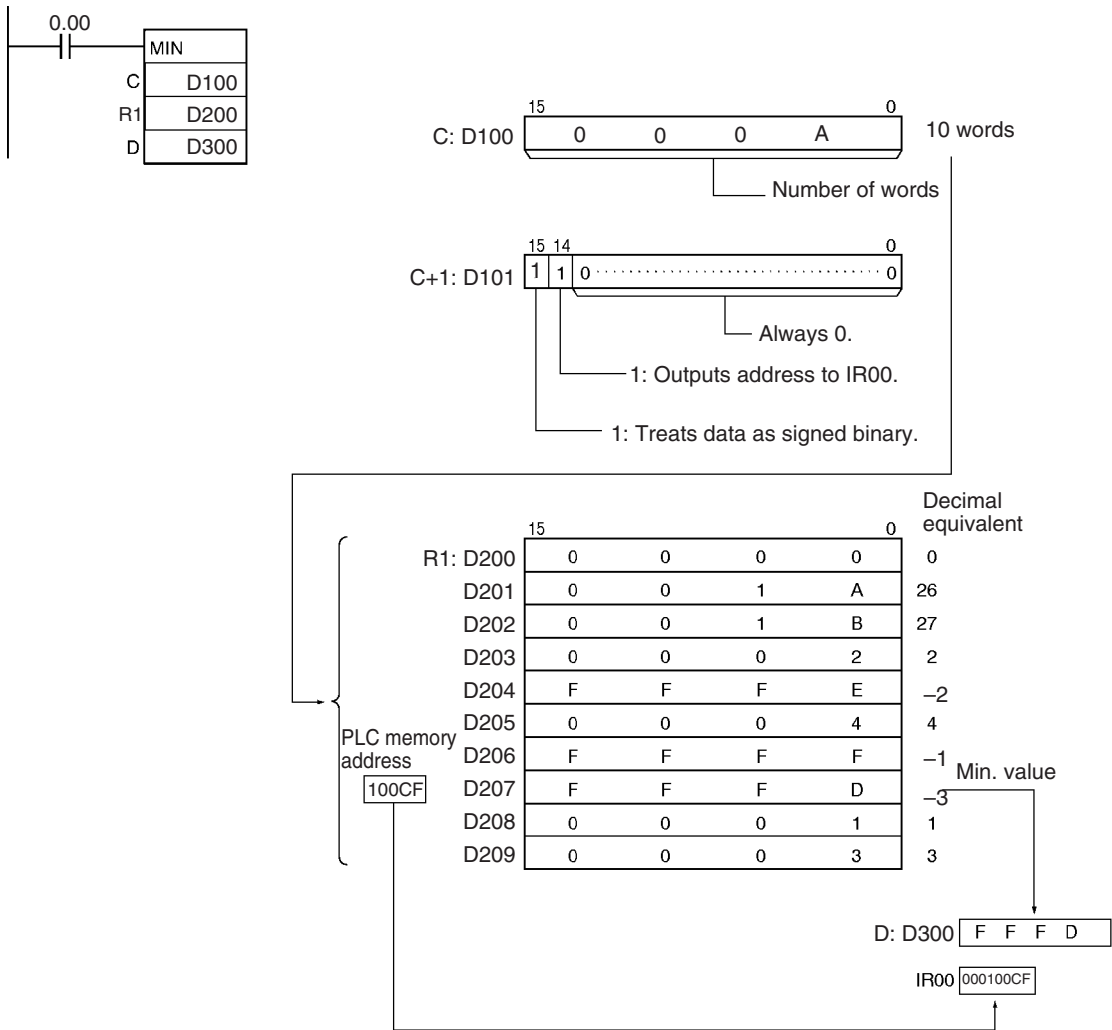 0.00
MIN
C D100
R1 D200
D D300
15 0
C: D100 0 0 0 A 10 words
Number of words
15 14 0
C+1: D101 1 1 0 0
Always 0.
1: Outputs address to IR00.
1: Treats data as signed binary.
Decimal
equivalent
15 0
R1: D200 0 0 0 0 0
D201 0 0 1 A 26
D202 0 0 1 B 27
D203 0 0 0 2 2
D204 F F F E –2
D205 0 0 0 4 4
PLC memory
address
D206 F F F F –1
Min. value
100CF
D207 F F F D –3
D208 0 0 0 1 1
D209 0 0 0 3 3
D: D300 F F F D
IR00 000100CF